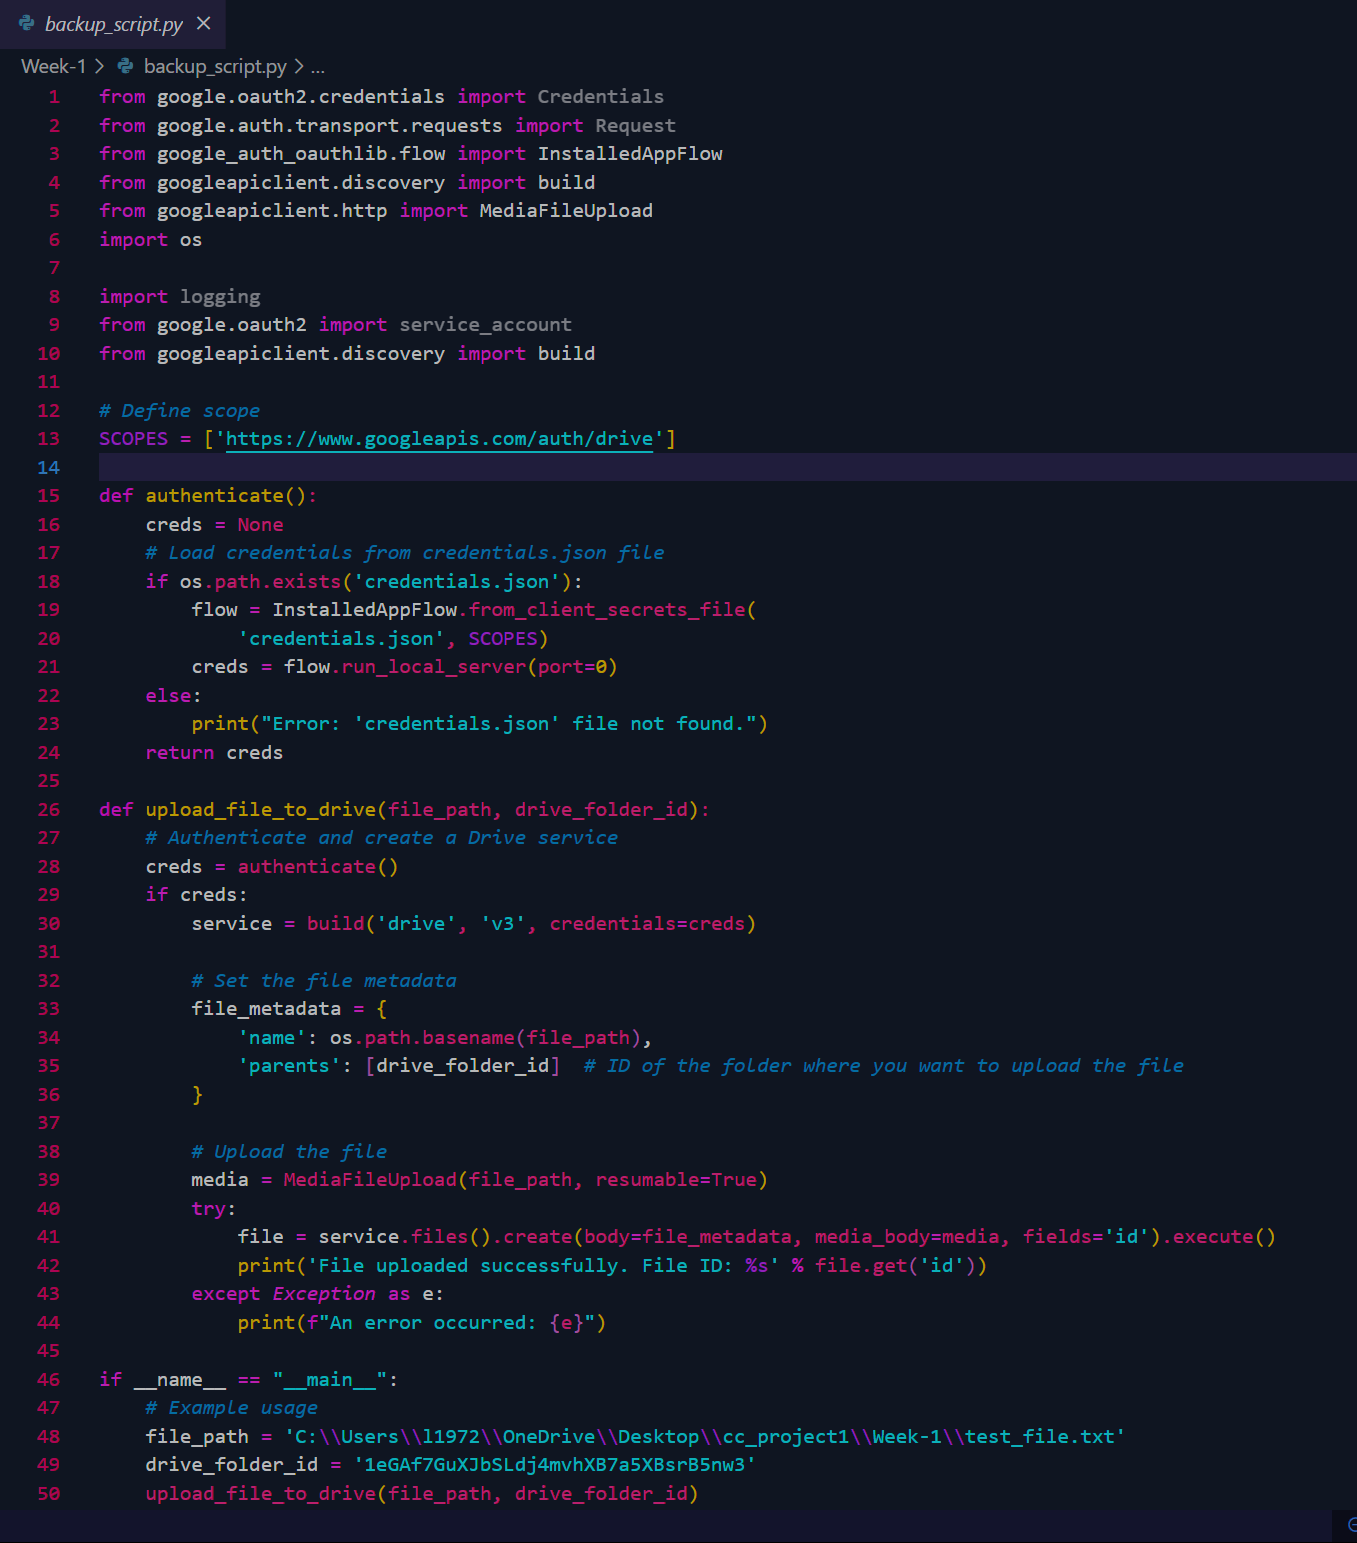 backup_script.py ×
Week-1 > backup_script.py > ...
1 from google.oauth2.credentials import Credentials
2 from google.auth.transport.requests import Request
3 from google_auth_oauthlib.flow import InstalledAppFlow
4 from googleapiclient.discovery import build
5 from googleapiclient.http import MediaFileUpload
6 import os
7
8 import logging
9 from google.oauth2 import service_account
10 from googleapiclient.discovery import build
11
12 # Define scope
13 SCOPES = ['https://www.googleapis.com/auth/drive']
14
15 def authenticate():
16     creds = None
17     # Load credentials from credentials.json file
18     if os.path.exists('credentials.json'):
19         flow = InstalledAppFlow.from_client_secrets_file(
20             'credentials.json', SCOPES)
21         creds = flow.run_local_server(port=0)
22     else:
23         print("Error: 'credentials.json' file not found.")
24     return creds
25
26 def upload_file_to_drive(file_path, drive_folder_id):
27     # Authenticate and create a Drive service
28     creds = authenticate()
29     if creds:
30         service = build('drive', 'v3', credentials=creds)
31
32         # Set the file metadata
33         file_metadata = {
34             'name': os.path.basename(file_path),
35             'parents': [drive_folder_id]  # ID of the folder where you want to upload the file
36         }
37
38         # Upload the file
39         media = MediaFileUpload(file_path, resumable=True)
40         try:
41             file = service.files().create(body=file_metadata, media_body=media, fields='id').execute()
42             print('File uploaded successfully. File ID: %s' % file.get('id'))
43         except Exception as e:
44             print(f"An error occurred: {e}")
45
46 if __name__ == "__main__":
47     # Example usage
48     file_path = 'C:\\Users\\l1972\\OneDrive\\Desktop\\cc_project1\\Week-1\\test_file.txt'
49     drive_folder_id = '1eGAf7GuXJbSLdj4mvhXB7a5XBsrB5nw3'
50     upload_file_to_drive(file_path, drive_folder_id)